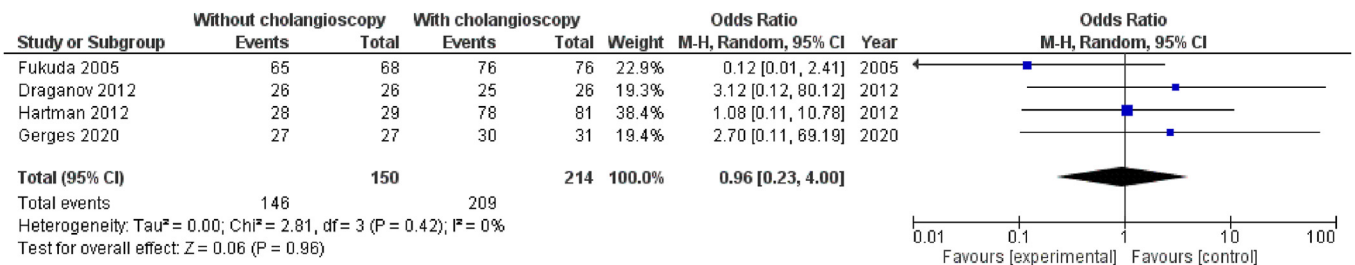 Without cholangioscopy With cholangioscopy Odds Ratio Odds Ratio
Study or Subgroup Events Total Events Total Weight M-H, Random, 95% CI Year M-H, Random, 95% CI
Fukuda 2005 65 68 76 76 22.9% 0.12 [0.01, 2.41] 2005
Draganov 2012 26 26 25 26 19.3% 3.12 [0.12, 80.12] 2012
Hartman 2012 28 29 78 81 38.4% 1.08 [0.11, 10.78] 2012
Gerges 2020 27 27 30 31 19.4% 2.70 [0.11, 69.19] 2020
Total (95% CI) 150 214 100.0% 0.96 [0.23, 4.00]
Total events 146 209
Heterogeneity: Tau² = 0.00; Chi² = 2.81, df = 3 (P = 0.42); I² = 0%
Test for overall effect: Z = 0.06 (P = 0.96)
0.01 0.1 1 10 100
Favours [experimental] Favours [control]